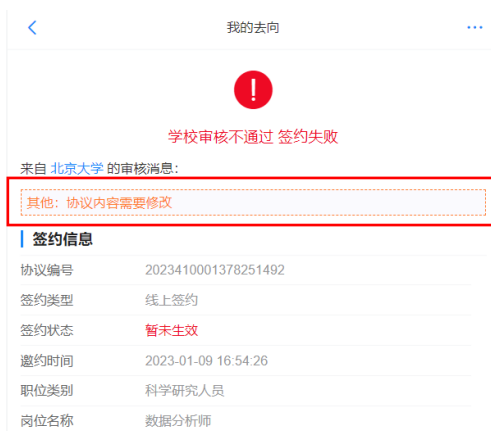 我的去向
学校审核不通过 签约失败
来自 北京大学 的审核消息：
其他：协议内容需要修改
签约信息
协议编号 2023410001378251492
签约类型 线上签约
签约状态 暂未生效
邀约时间 2023-01-09 16:54:26
职位类别 科学研究人员
岗位名称 数据分析师